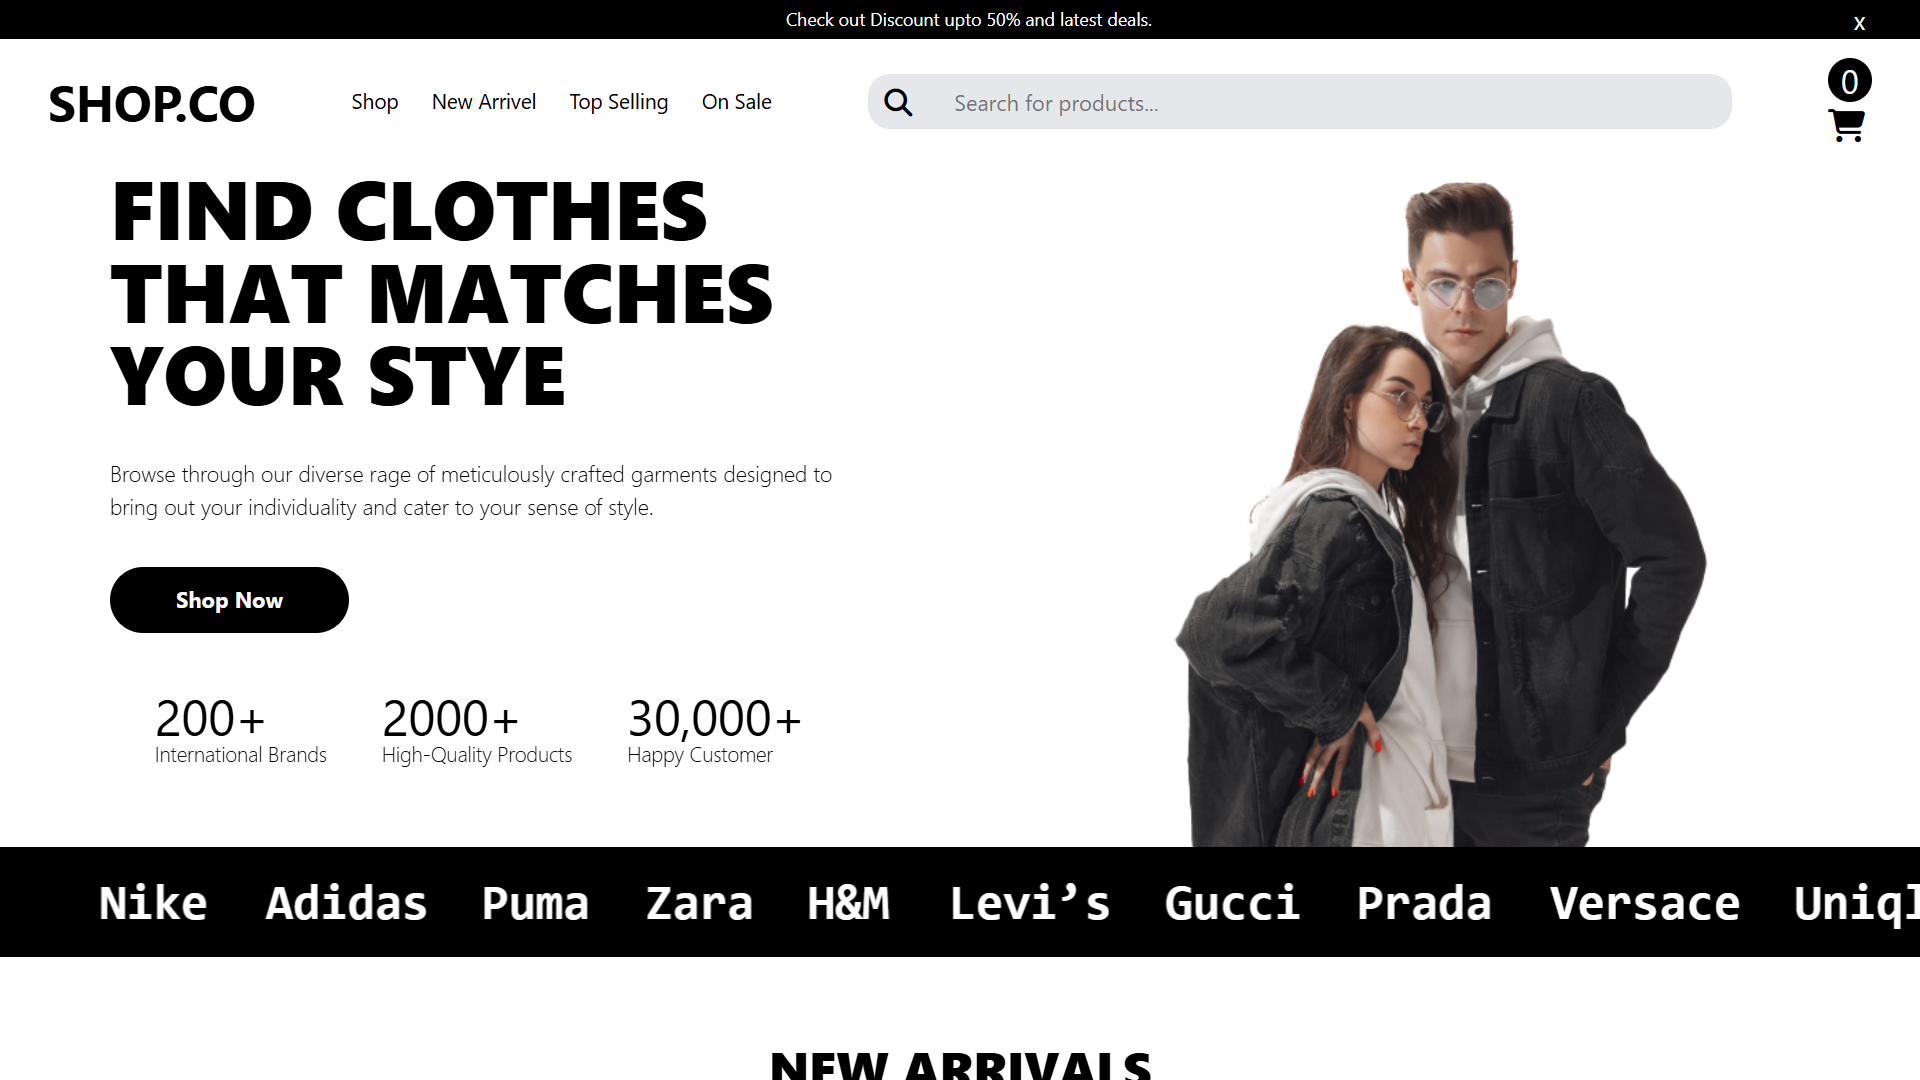 Check out Discount upto 50% and latest deals.
x
SHOP.CO
Shop
New Arrivel
Top Selling
On Sale
Search for products...
0
FIND CLOTHES
THAT MATCHES
YOUR STYE
Browse through our diverse rage of meticulously crafted garments designed to
bring out your individuality and cater to your sense of style.
Shop Now
200+
International Brands
2000+
High-Quality Products
30,000+
Happy Customer
Nike Adidas Puma Zara H&M Levi’s Gucci Prada Versace Uniql
NEW ARRIVALS